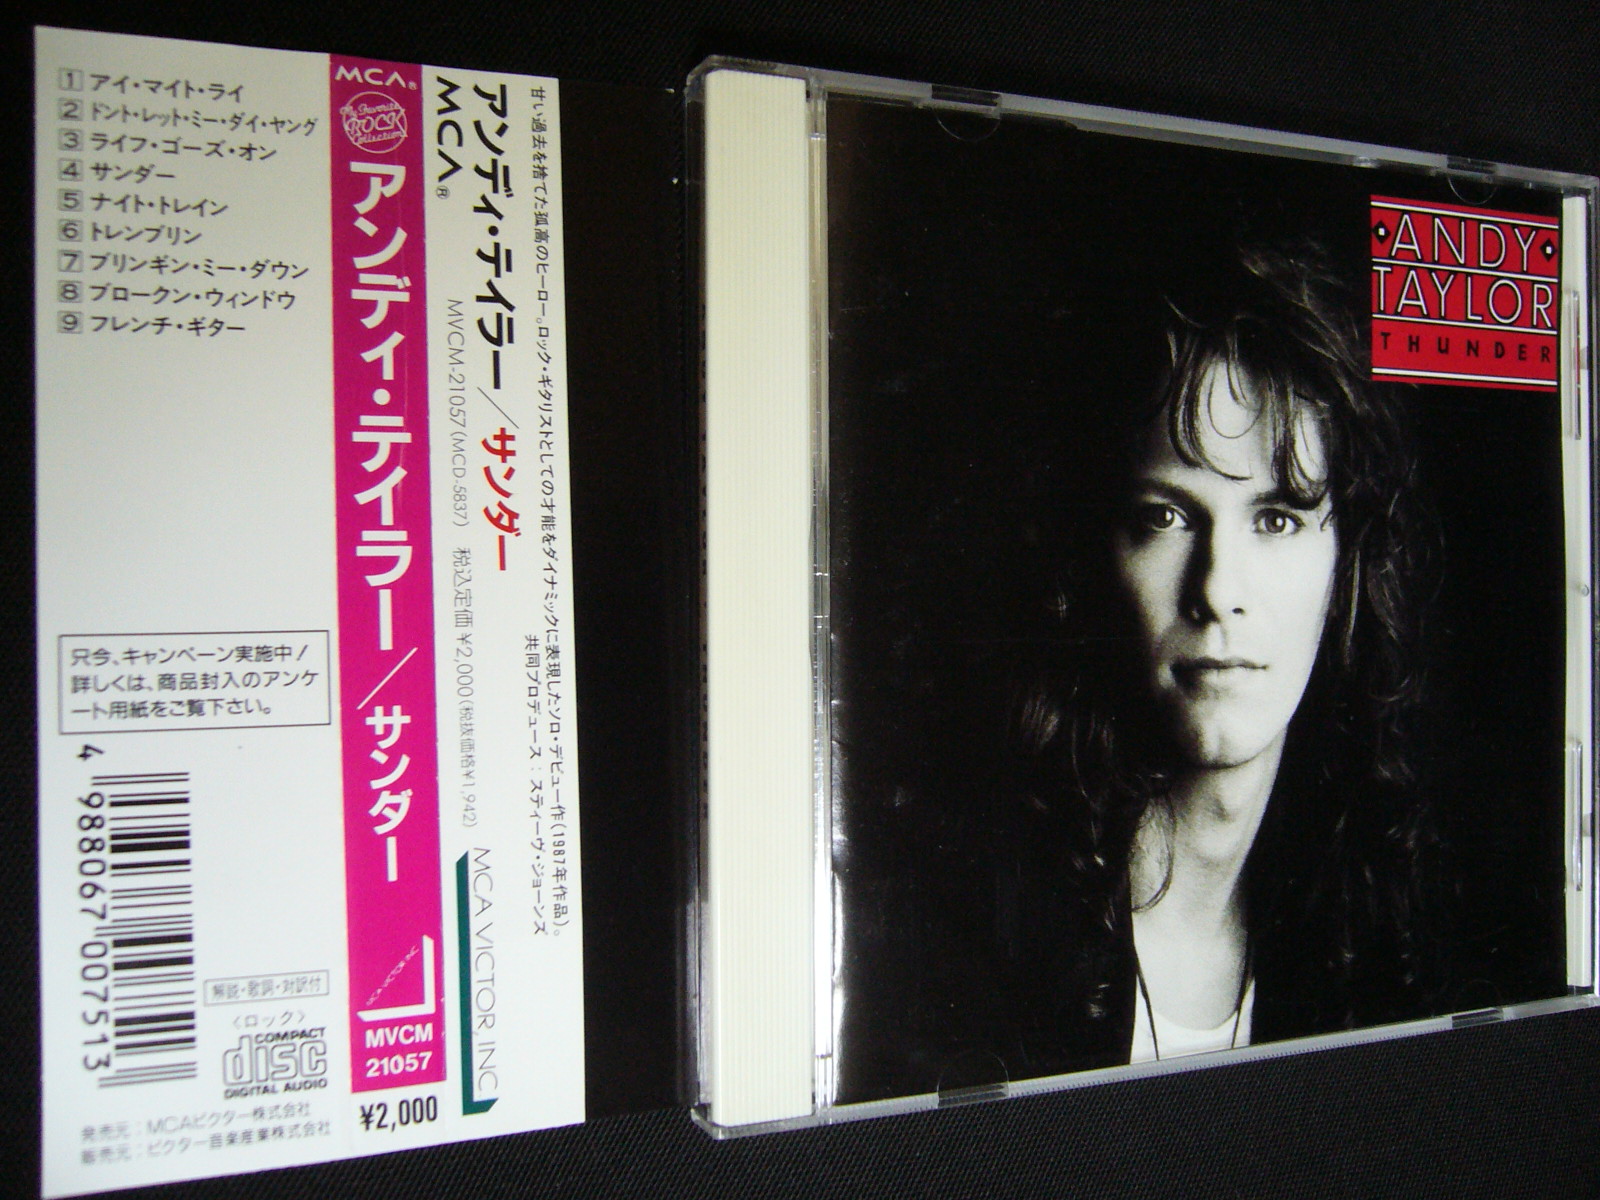 1 アイ・マイト・ライ
2 ドント・レット・ミー・ダイ・ヤング
3 ライフ・ゴーズ・オン
4 サンダー
5 ナイト・トレイン
6 トレンブリン
7 ブリンギン・ミー・ダウン
8 ブロークン・ウィンドウ
9 フレンチ・ギター
只今、キャンペーン実施中!
詳しくは、商品封入のアンケ
ート用紙をご覧下さい。
4 988067 007513
解説・歌詞・対訳付
〈ロック〉
COMPACT
disc
DIGITAL AUDIO
発売元:MCAビクター株式会社
販売元:ビクター音楽産業株式会社
MCA®
My Favorite
ROCK
Collection
アンディ・テイラー/サンダー
MCA VICTOR, INC
MVCM
21057
¥2,000
甘い過去を捨てた孤高のヒーロー。ロック・ギタリストとしての才能をダイナミックに表現したソロ・デビュー作(1987年作品)。
共同プロデュース:スティーヴ・ジョーンズ
アンディ・テイラー/サンダー
MVCM-21057(MCD-5837) 税込定価¥2,000(税抜価格¥1,942)
MCA®
MCA VICTOR, INC
ANDY
TAYLOR
THUNDER